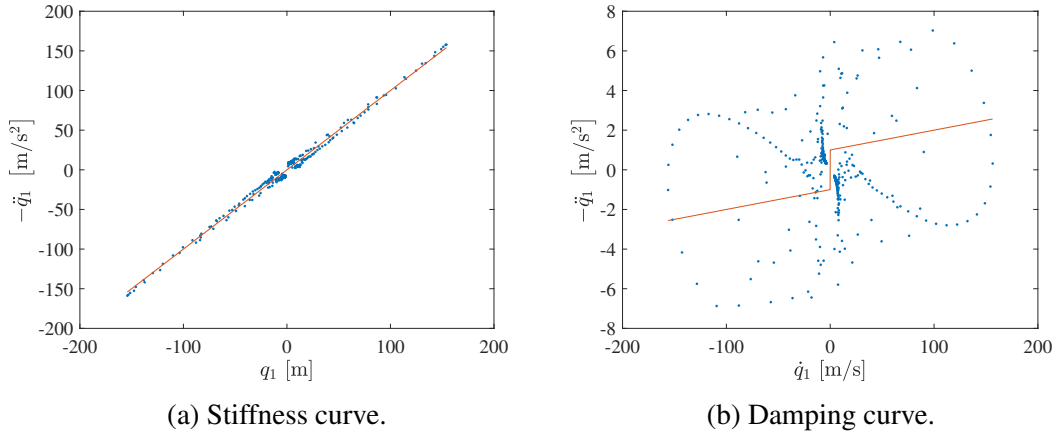 200
150
100
50
0
-50
-100
-150
-200
-200 -100 0 100 200
−q̈₁ [m/s²]
q₁ [m]
(a) Stiffness curve.
8
6
4
2
0
-2
-4
-6
-8
-200 -100 0 100 200
−q̈₁ [m/s²]
q̇₁ [m/s]
(b) Damping curve.